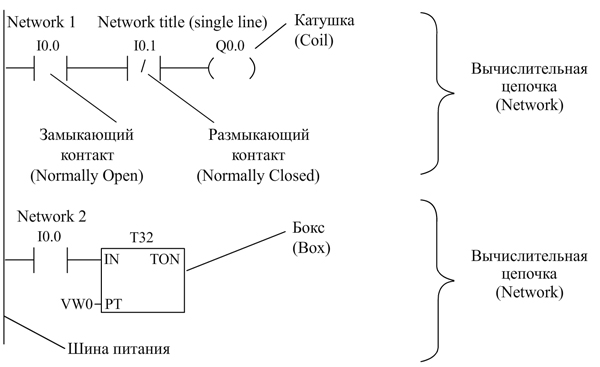 Network 1 Network title (single line)
I0.0 I0.1 Q0.0
Катушка
(Coil)
Замыкающий
контакт
(Normally Open)
Размыкающий
контакт
(Normally Closed)
Вычислительная
цепочка
(Network)
Network 2
I0.0 T32
IN TON
VW0 PT
Бокс
(Box)
Вычислительная
цепочка
(Network)
Шина питания